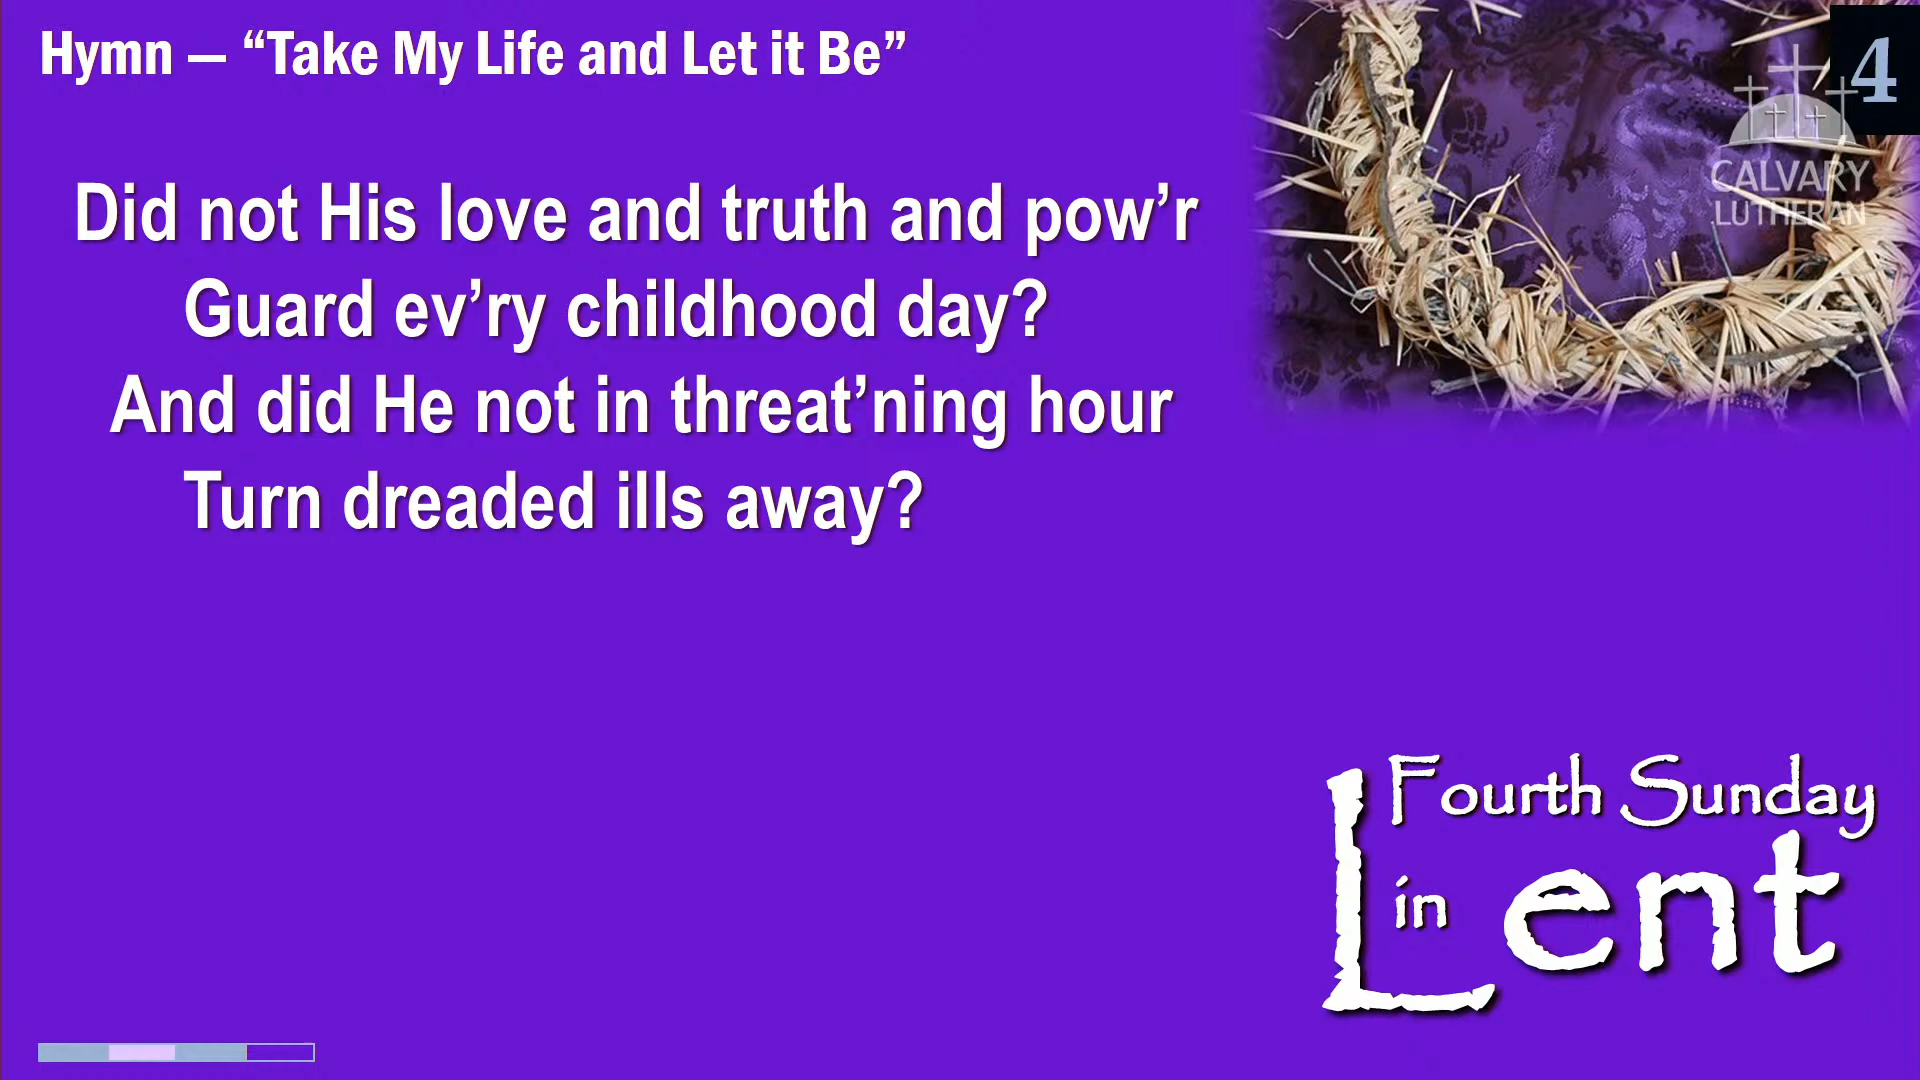 Hymn — “Take My Life and Let it Be”
4
CALVARY
LUTHERAN
Did not His love and truth and pow’r
Guard ev’ry childhood day?
And did He not in threat’ning hour
Turn dreaded ills away?
Fourth Sunday
in Lent